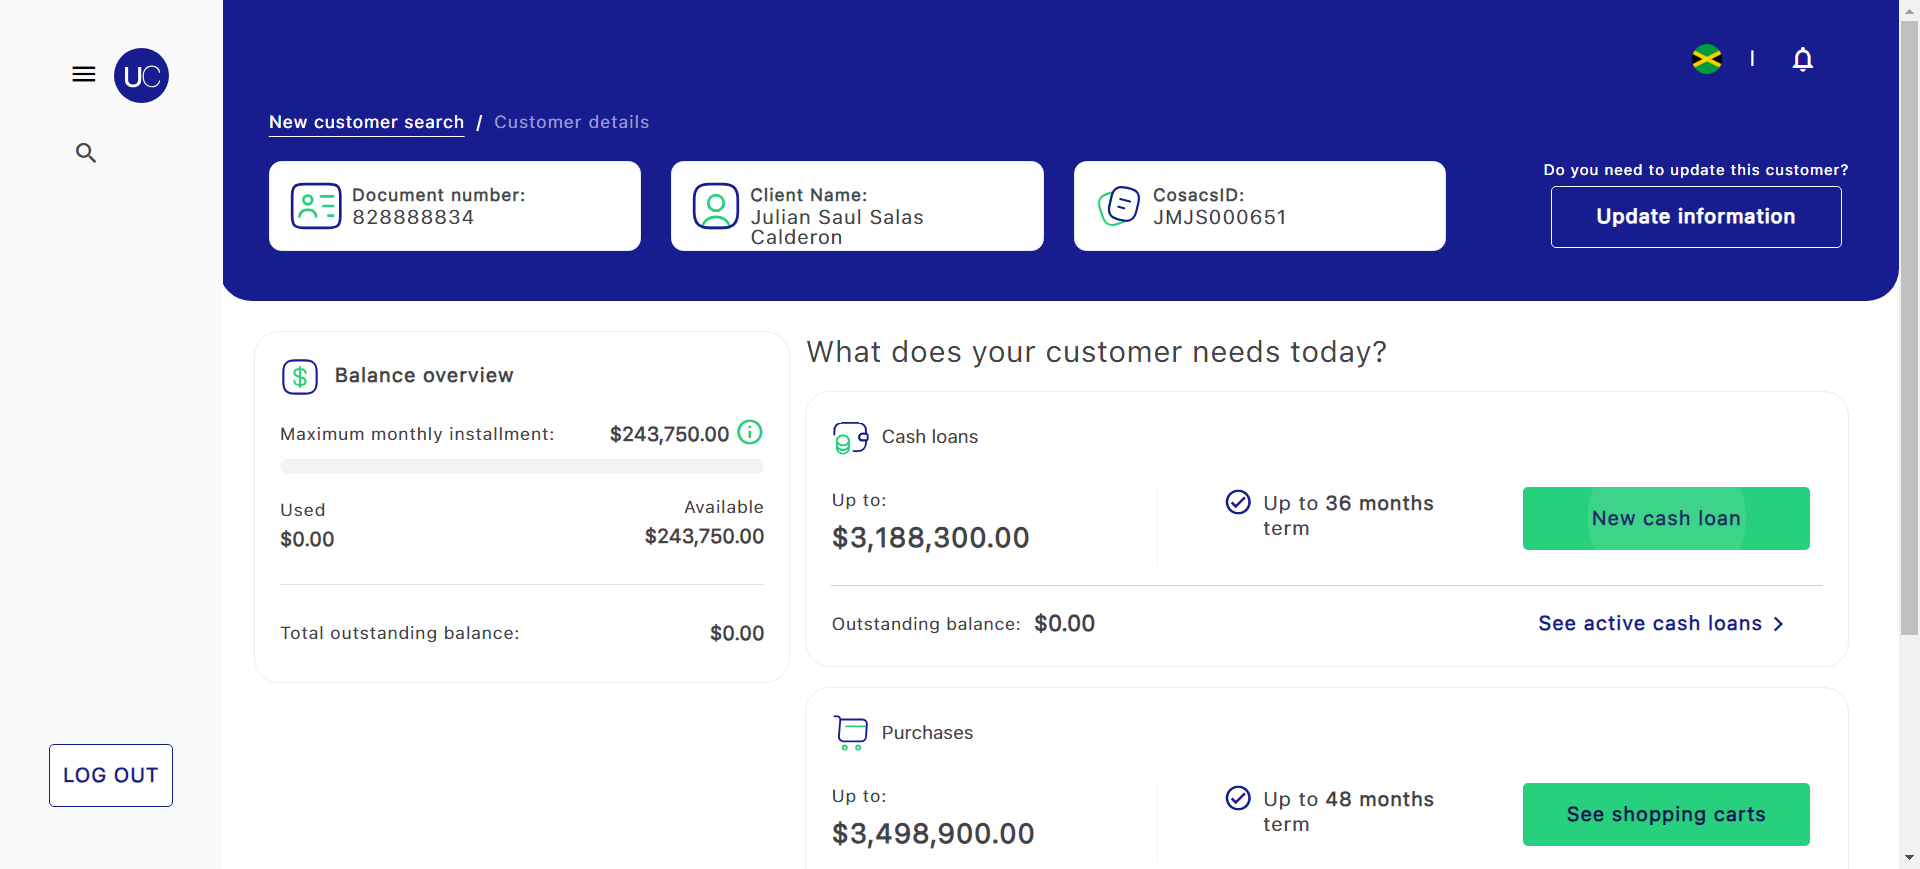 UC
New customer search / Customer details
Document number:
828888834
Client Name:
Julian Saul Salas
Calderon
CosacsID:
JMJS000651
Do you need to update this customer?
Update information
Balance overview
Maximum monthly installment: $243,750.00
Used
$0.00
Available
$243,750.00
Total outstanding balance: $0.00
What does your customer needs today?
Cash loans
Up to:
$3,188,300.00
Up to 36 months
term
New cash loan
Outstanding balance: $0.00
See active cash loans
Purchases
Up to:
$3,498,900.00
Up to 48 months
term
See shopping carts
LOG OUT